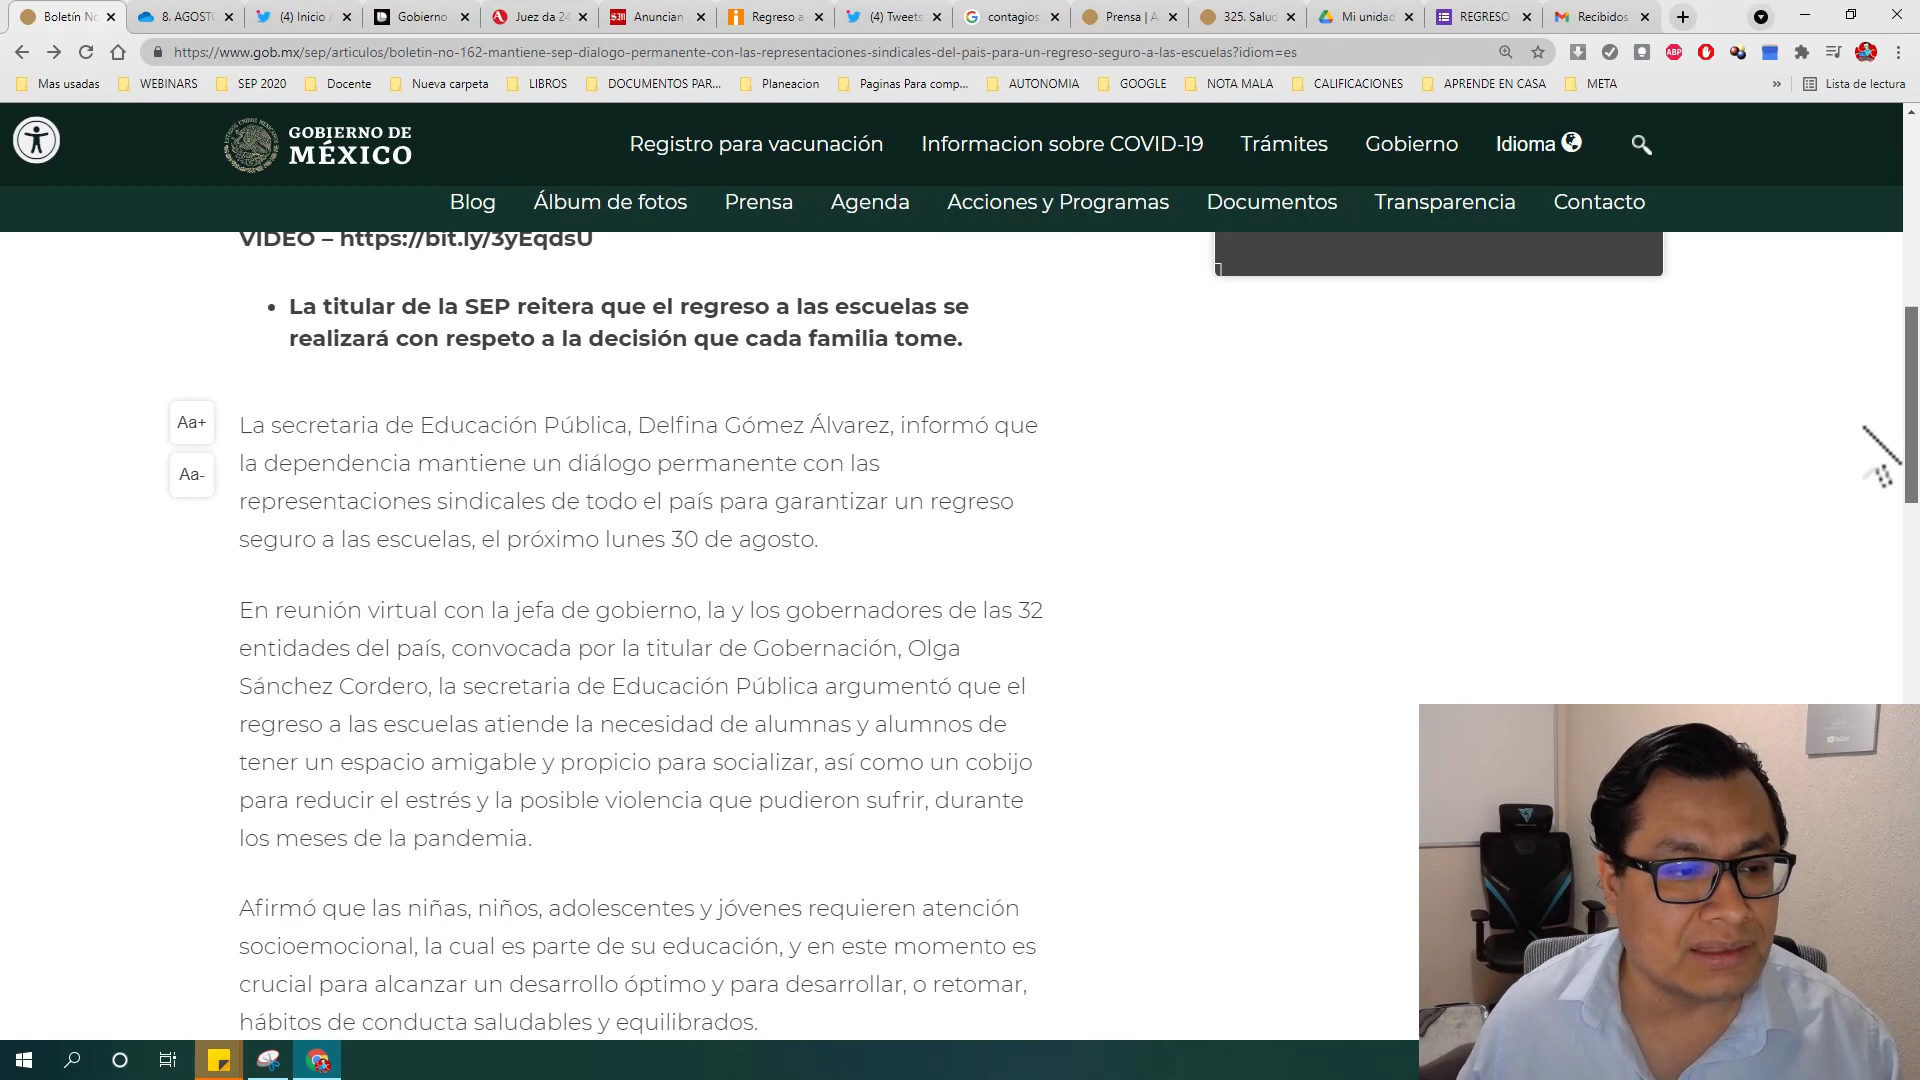 Boletín No
8. AGOSTO
(4) Inicio /
Gobierno
Juez da 24
Anuncian
Regreso a
(4) Tweets
contagios
Prensa | A
325. Salud
Mi unidad
REGRESO
Recibidos
https://www.gob.mx/sep/articulos/boletin-no-162-mantiene-sep-dialogo-permanente-con-las-representaciones-sindicales-del-pais-para-un-regreso-seguro-a-las-escuelas?idiom=es
Mas usadas
WEBINARS
SEP 2020
Docente
Nueva carpeta
LIBROS
DOCUMENTOS PAR...
Planeacion
Paginas Para comp...
AUTONOMIA
GOOGLE
NOTA MALA
CALIFICACIONES
APRENDE EN CASA
META
»
Lista de lectura
GOBIERNO DE
MÉXICO
Registro para vacunación
Informacion sobre COVID-19
Trámites
Gobierno
Idioma
Blog
Álbum de fotos
Prensa
Agenda
Acciones y Programas
Documentos
Transparencia
Contacto
VIDEO – https://bit.ly/3yEqdsU
• La titular de la SEP reitera que el regreso a las escuelas se
realizará con respeto a la decisión que cada familia tome.
Aa+
Aa-
La secretaria de Educación Pública, Delfina Gómez Álvarez, informó que
la dependencia mantiene un diálogo permanente con las
representaciones sindicales de todo el país para garantizar un regreso
seguro a las escuelas, el próximo lunes 30 de agosto.
En reunión virtual con la jefa de gobierno, la y los gobernadores de las 32
entidades del país, convocada por la titular de Gobernación, Olga
Sánchez Cordero, la secretaria de Educación Pública argumentó que el
regreso a las escuelas atiende la necesidad de alumnas y alumnos de
tener un espacio amigable y propicio para socializar, así como un cobijo
para reducir el estrés y la posible violencia que pudieron sufrir, durante
los meses de la pandemia.
Afirmó que las niñas, niños, adolescentes y jóvenes requieren atención
socioemocional, la cual es parte de su educación, y en este momento es
crucial para alcanzar un desarrollo óptimo y para desarrollar, o retomar,
hábitos de conducta saludables y equilibrados.